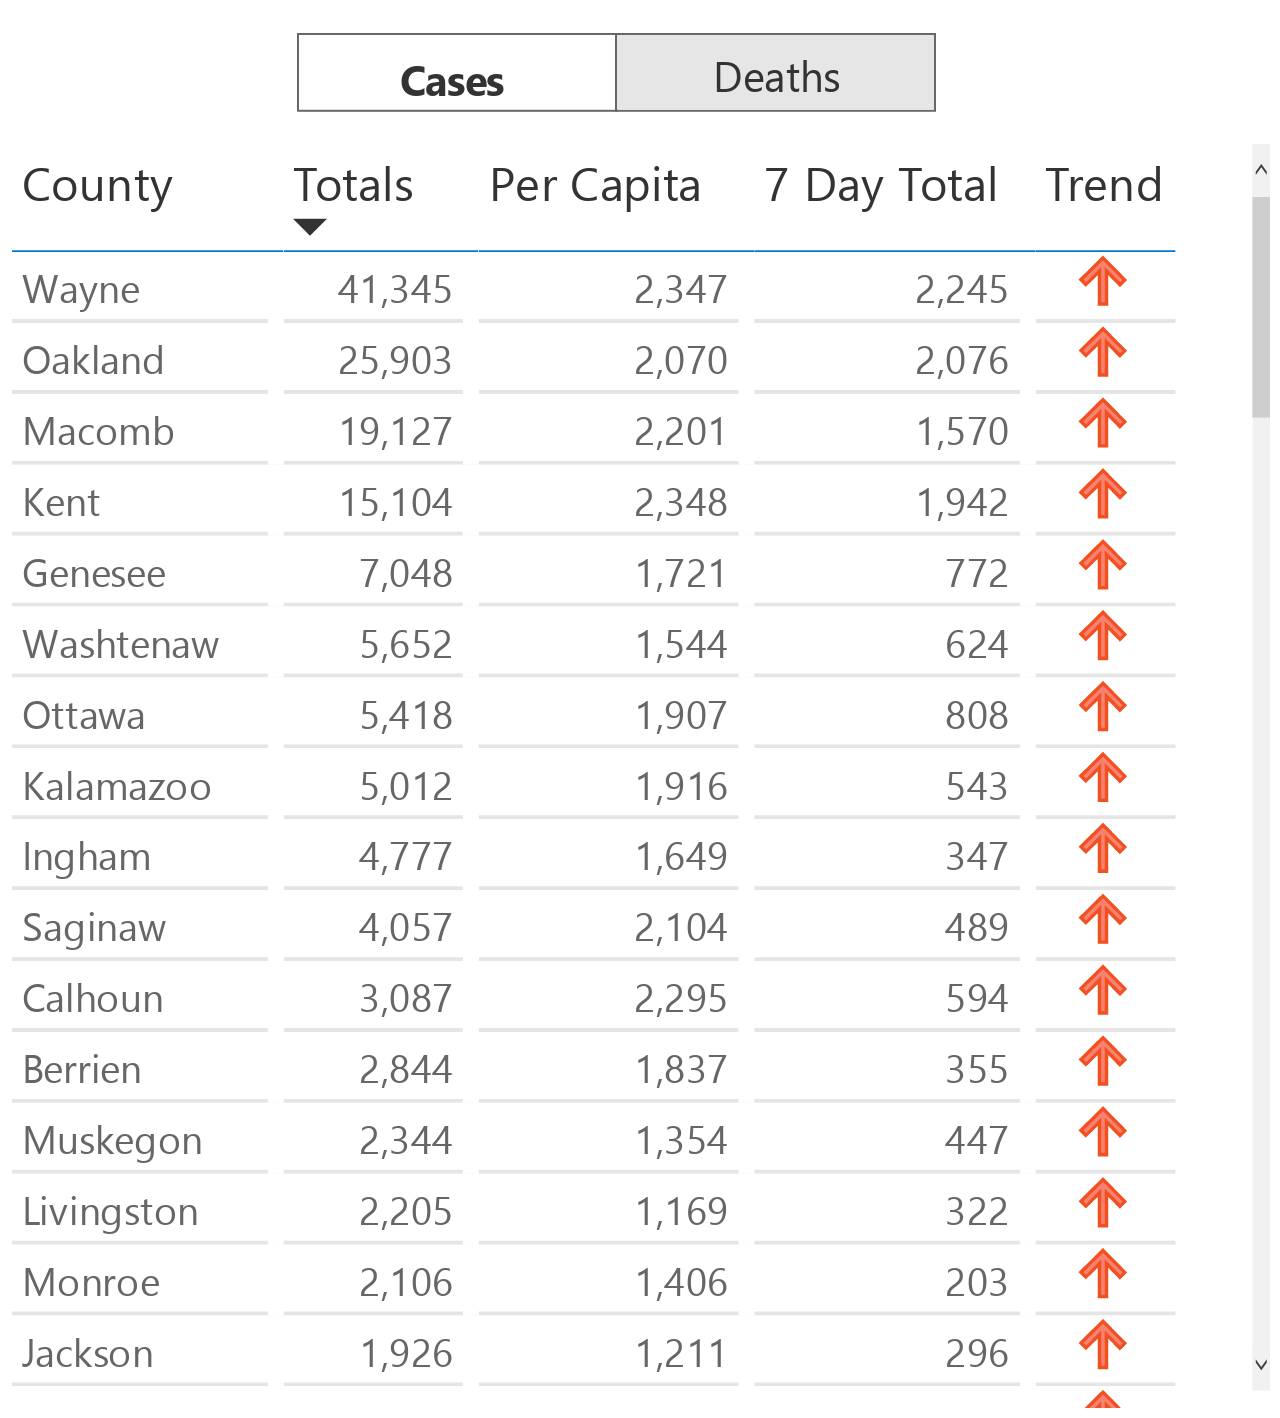 Cases Deaths
County Totals Per Capita 7 Day Total Trend
Wayne 41,345 2,347 2,245
Oakland 25,903 2,070 2,076
Macomb 19,127 2,201 1,570
Kent 15,104 2,348 1,942
Genesee 7,048 1,721 772
Washtenaw 5,652 1,544 624
Ottawa 5,418 1,907 808
Kalamazoo 5,012 1,916 543
Ingham 4,777 1,649 347
Saginaw 4,057 2,104 489
Calhoun 3,087 2,295 594
Berrien 2,844 1,837 355
Muskegon 2,344 1,354 447
Livingston 2,205 1,169 322
Monroe 2,106 1,406 203
Jackson 1,926 1,211 296